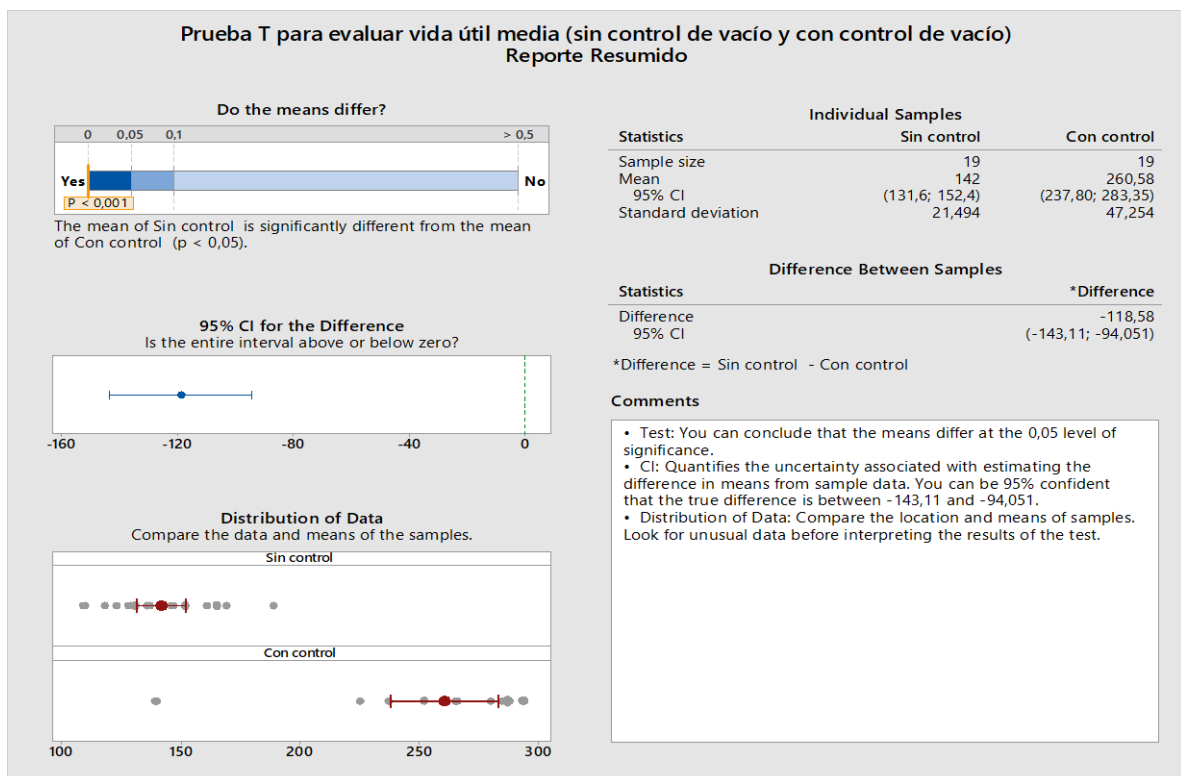 Prueba T para evaluar vida útil media (sin control de vacío y con control de vacío)
Reporte Resumido
Do the means differ?
0 0,05 0,1 > 0,5
Yes No
P < 0,001
The mean of Sin control is significantly different from the mean
of Con control (p < 0,05).
95% CI for the Difference
Is the entire interval above or below zero?
-160 -120 -80 -40 0
Distribution of Data
Compare the data and means of the samples.
Sin control
Con control
100 150 200 250 300
Individual Samples
Statistics Sin control Con control
Sample size 19 19
Mean 142 260,58
95% CI (131,6; 152,4) (237,80; 283,35)
Standard deviation 21,494 47,254
Difference Between Samples
Statistics *Difference
Difference -118,58
95% CI (-143,11; -94,051)
*Difference = Sin control - Con control
Comments
• Test: You can conclude that the means differ at the 0,05 level of
significance.
• CI: Quantifies the uncertainty associated with estimating the
difference in means from sample data. You can be 95% confident
that the true difference is between -143,11 and -94,051.
• Distribution of Data: Compare the location and means of samples.
Look for unusual data before interpreting the results of the test.